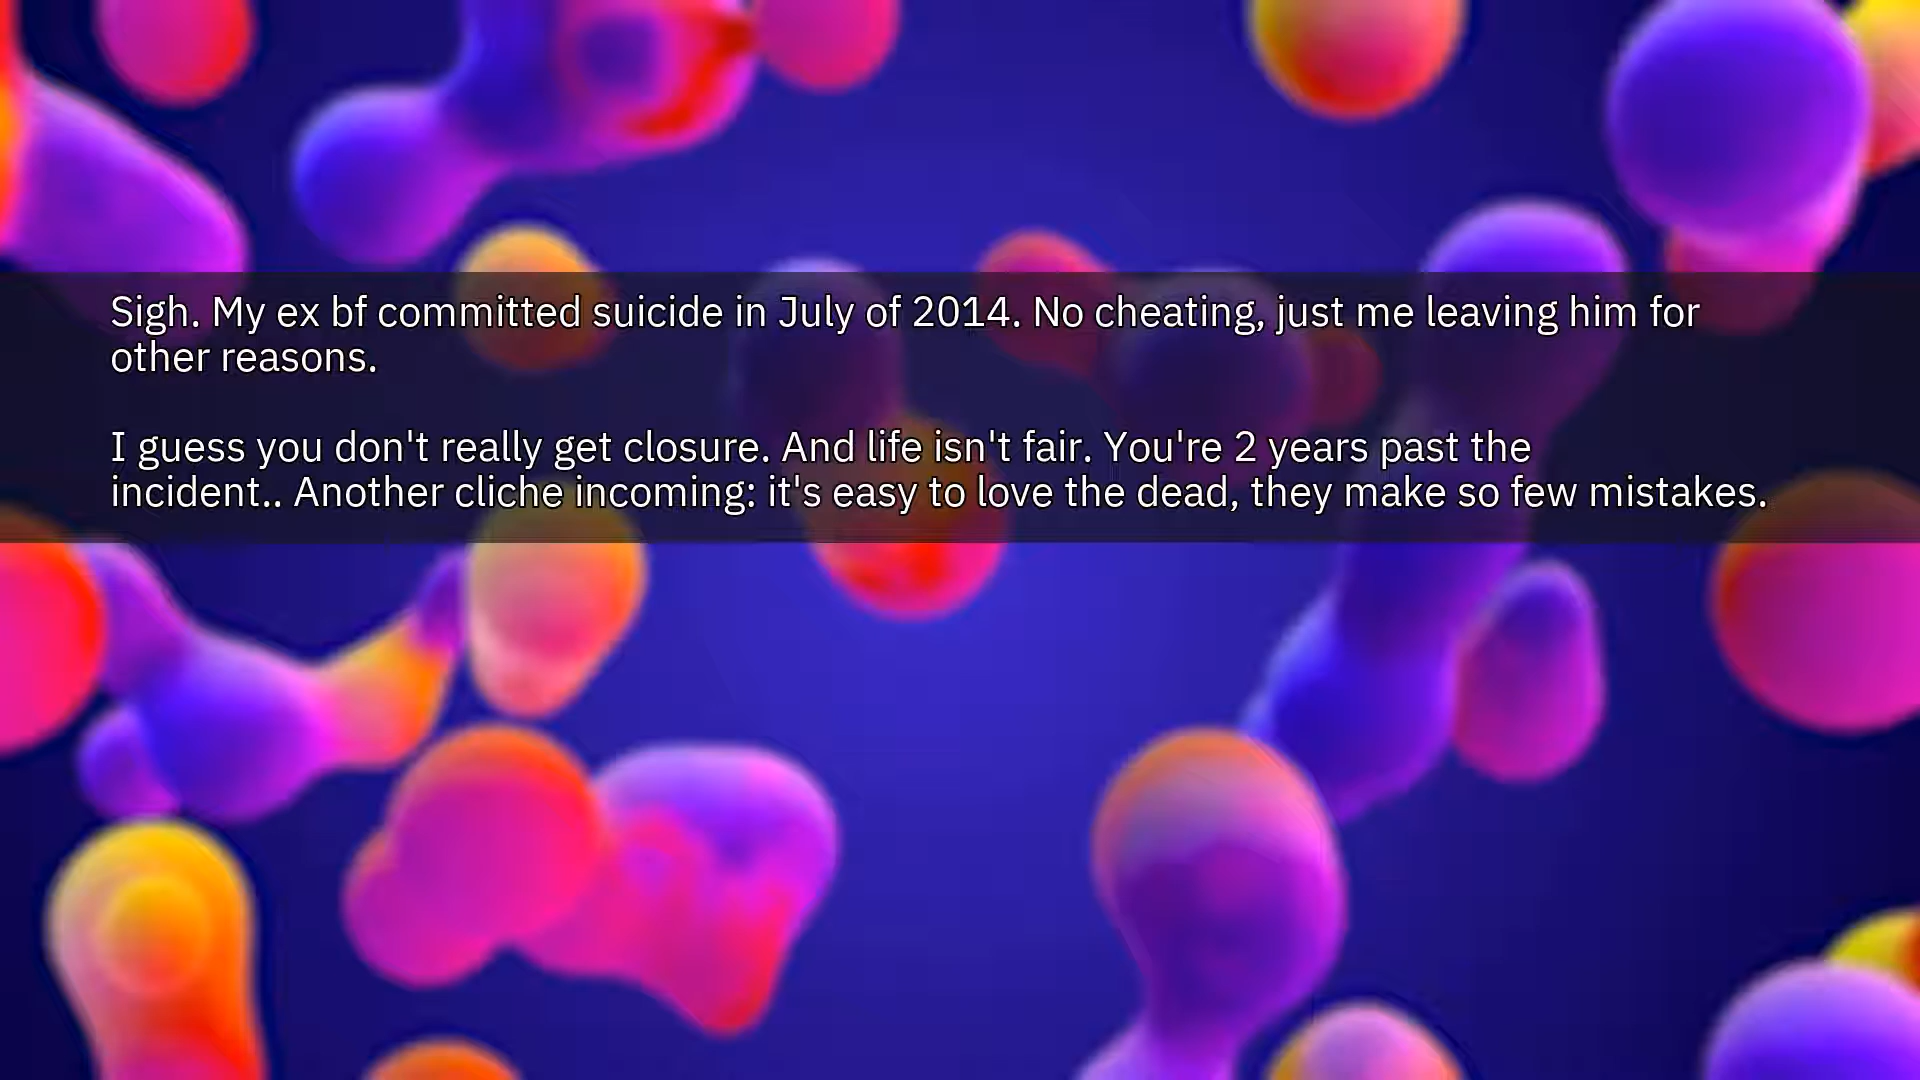 Sigh. My ex bf committed suicide in July of 2014. No cheating, just me leaving him for
other reasons.
I guess you don't really get closure. And life isn't fair. You're 2 years past the
incident.. Another cliche incoming: it's easy to love the dead, they make so few mistakes.